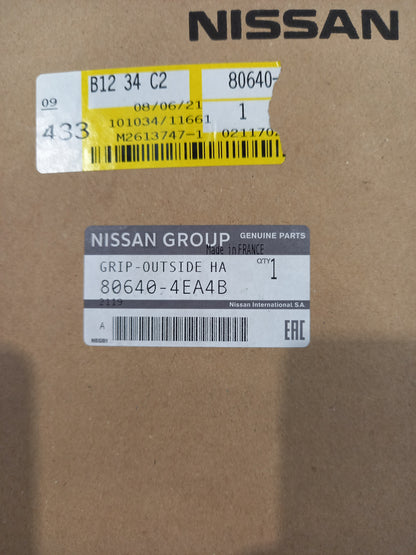 NISSAN
B12 34 C2
80640-
09
08/06/21
1
433
101034/11661
M2613747-1
021170
NISSAN GROUP
GENUINE PARTS
Made in FRANCE
GRIP-OUTSIDE HA
QTY 1
80640-4EA4B
2119
Nissan International S.A.
A
EAC